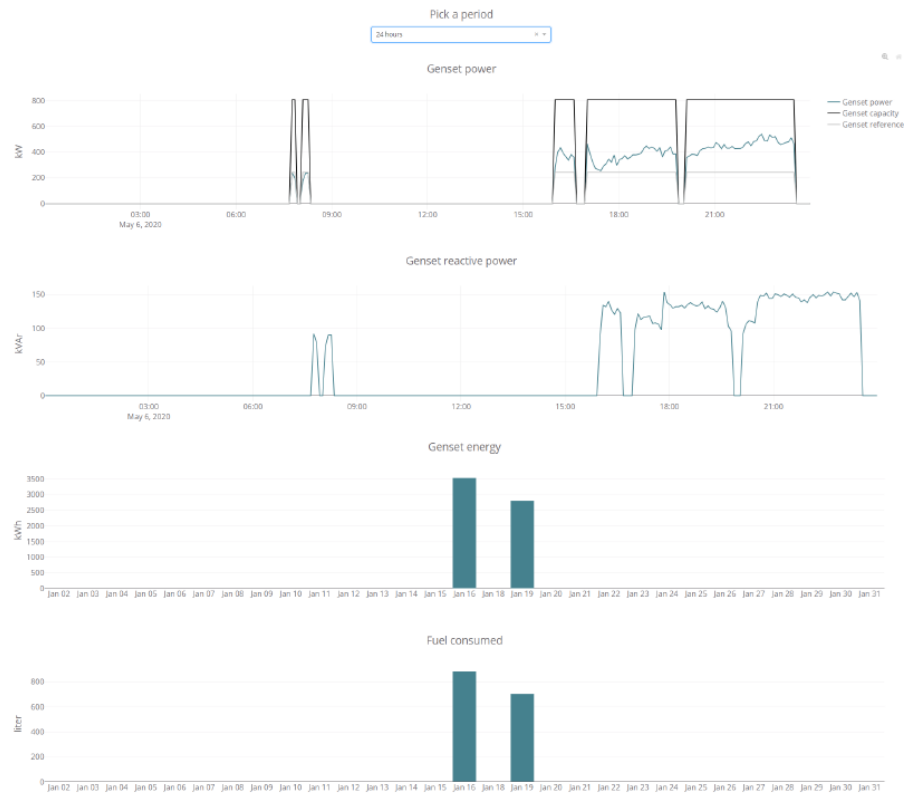 Pick a period
24 hours
Genset power
800
600
400
200
0
kW
03:00 06:00 09:00 12:00 15:00 18:00 21:00
May 6, 2020
Genset power
Genset capacity
Genset reference
Genset reactive power
150
100
50
0
kVAr
03:00 06:00 09:00 12:00 15:00 18:00 21:00
May 6, 2020
Genset energy
3500
3000
2500
2000
1500
1000
500
0
kWh
Jan 02 Jan 03 Jan 04 Jan 05 Jan 06 Jan 07 Jan 08 Jan 09 Jan 10 Jan 11 Jan 12 Jan 13 Jan 14 Jan 15 Jan 16 Jan 18 Jan 19 Jan 20 Jan 21 Jan 22 Jan 23 Jan 24 Jan 25 Jan 26 Jan 27 Jan 28 Jan 29 Jan 30 Jan 31
Fuel consumed
800
600
400
200
0
liter
Jan 02 Jan 03 Jan 04 Jan 05 Jan 06 Jan 07 Jan 08 Jan 09 Jan 10 Jan 11 Jan 12 Jan 13 Jan 14 Jan 15 Jan 16 Jan 18 Jan 19 Jan 20 Jan 21 Jan 22 Jan 23 Jan 24 Jan 25 Jan 26 Jan 27 Jan 28 Jan 29 Jan 30 Jan 31